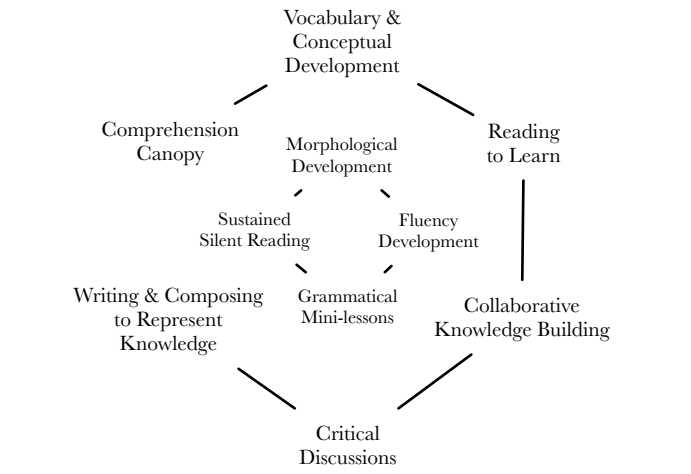 Vocabulary &
Conceptual
Development
Comprehension
Canopy
Reading
to Learn
Morphological
Development
Sustained
Silent Reading
Fluency
Development
Grammatical
Mini-lessons
Writing & Composing
to Represent
Knowledge
Collaborative
Knowledge Building
Critical
Discussions